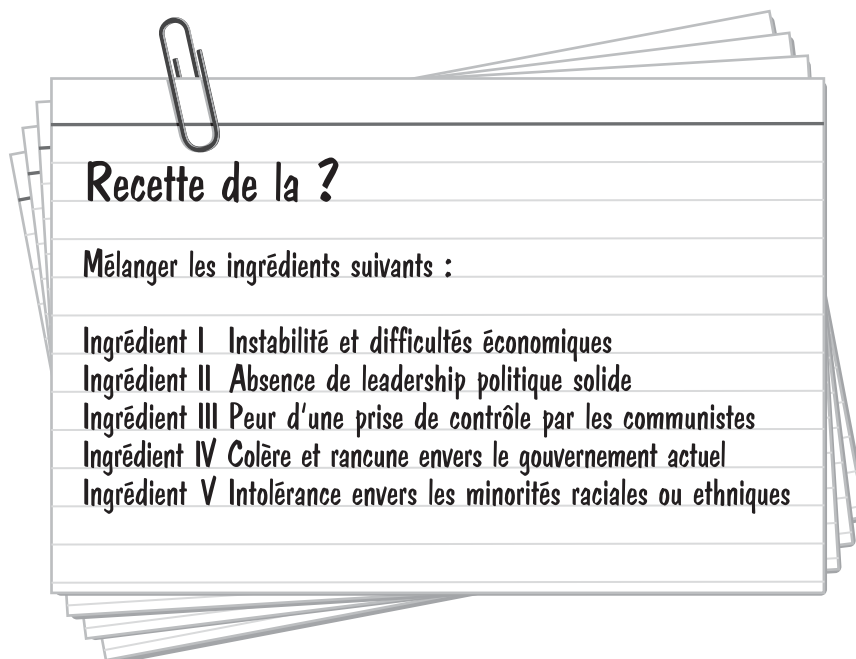 Recette de la ?
Mélanger les ingrédients suivants :
Ingrédient I Instabilité et difficultés économiques
Ingrédient II Absence de leadership politique solide
Ingrédient III Peur d'une prise de contrôle par les communistes
Ingrédient IV Colère et rancune envers le gouvernement actuel
Ingrédient V Intolérance envers les minorités raciales ou ethniques